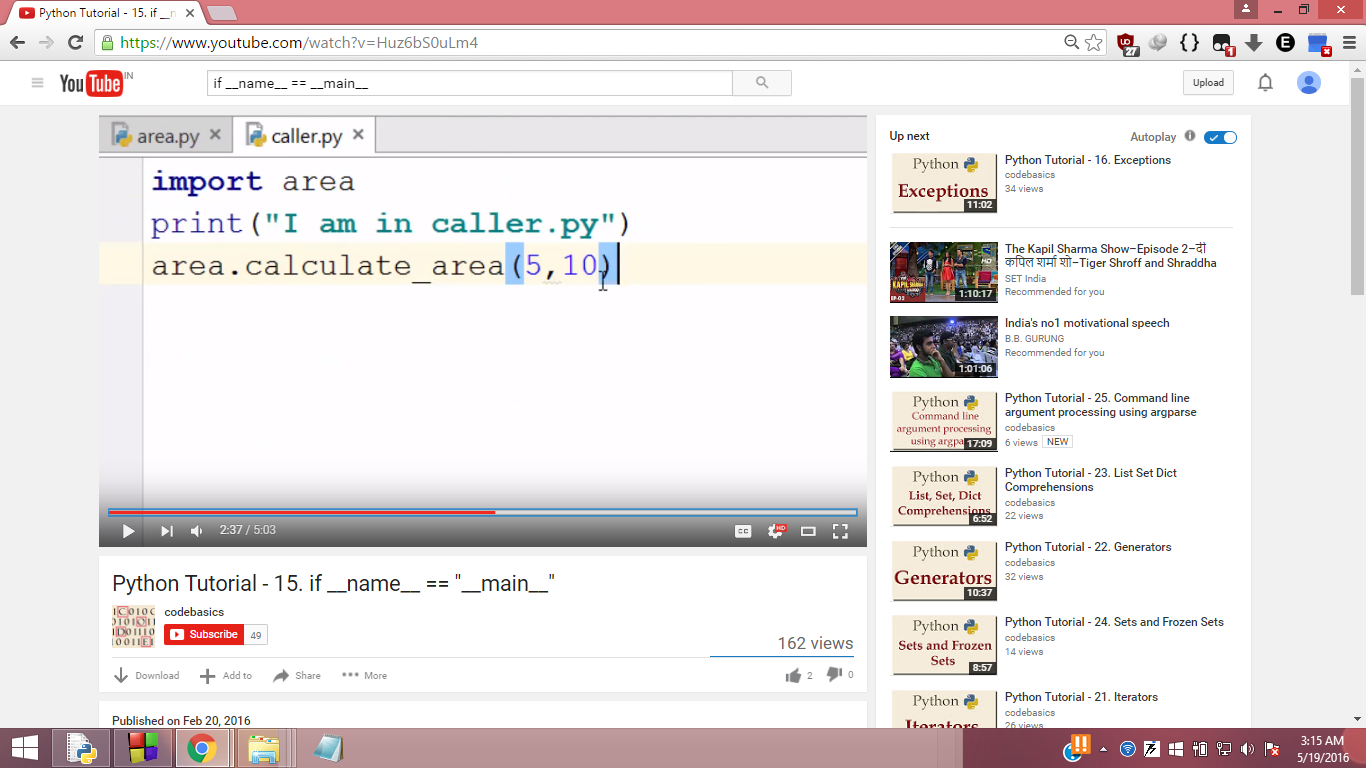 Python Tutorial - 15. if __n
https://www.youtube.com/watch?v=Huz6bS0uLm4
27
1
YouTube IN
if __name__ == __main__
Upload
area.py
caller.py
import area
print("I am in caller.py")
area.calculate_area(5,10)
2:37 / 5:03
CC
HD
Python Tutorial - 15. if __name__ == "__main__"
codebasics
Subscribe 49
162 views
Download
Add to
Share
More
2
0
Published on Feb 20, 2016
Up next
Autoplay
Python
Exceptions
11:02
Python Tutorial - 16. Exceptions
codebasics
34 views
1:10:17
The Kapil Sharma Show–Episode 2–दी
कपिल शर्मा शो–Tiger Shroff and Shraddha
SET India
Recommended for you
1:01:06
India's no1 motivational speech
B.B. GURUNG
Recommended for you
Python
Command line
argument processing
using argpa
17:09
Python Tutorial - 25. Command line
argument processing using argparse
codebasics
6 views NEW
Python
List, Set, Dict
Comprehensions
6:52
Python Tutorial - 23. List Set Dict
Comprehensions
codebasics
22 views
Python
Generators
10:37
Python Tutorial - 22. Generators
codebasics
32 views
Python
Sets and Frozen
Sets
8:57
Python Tutorial - 24. Sets and Frozen Sets
codebasics
14 views
Python
Iterators
Python Tutorial - 21. Iterators
codebasics
26 views
3:15 AM
5/19/2016